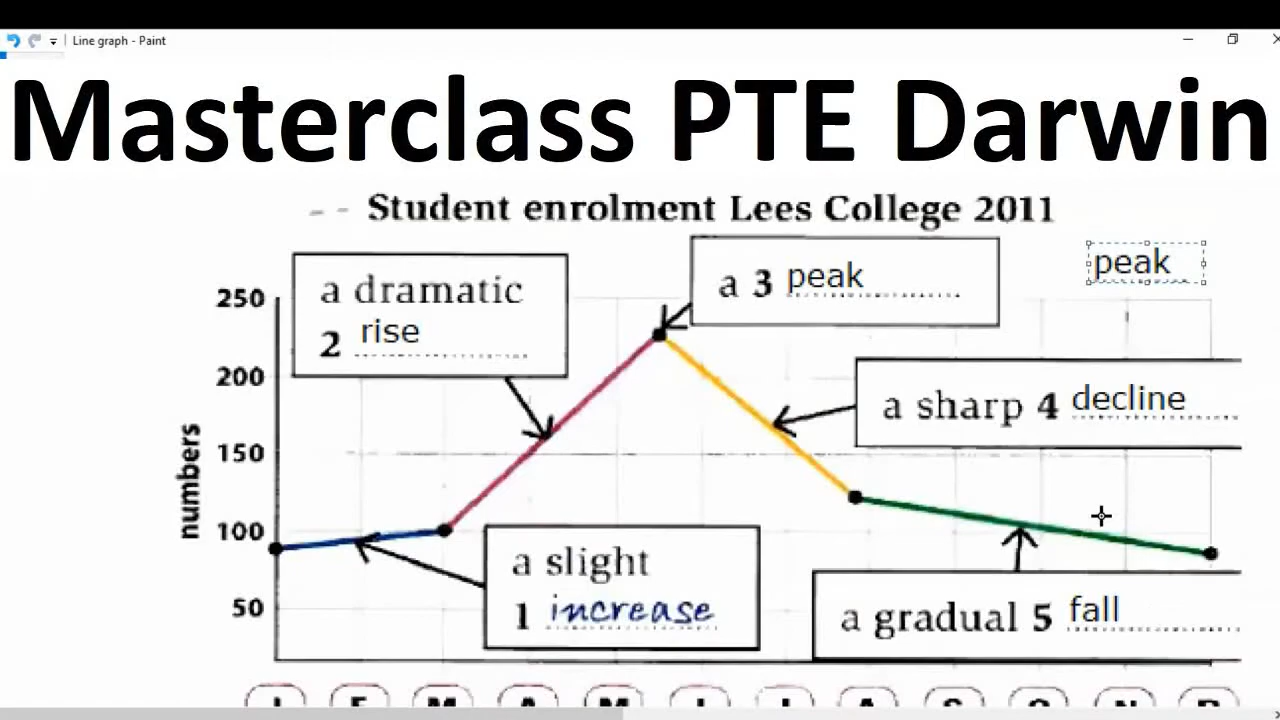 Line graph - Paint
Masterclass PTE Darwin
Student enrolment Lees College 2011
a dramatic
2 rise
a 3 peak
peak
a sharp 4 decline
a slight
1 increase
a gradual 5 fall
numbers
250
200
150
100
50